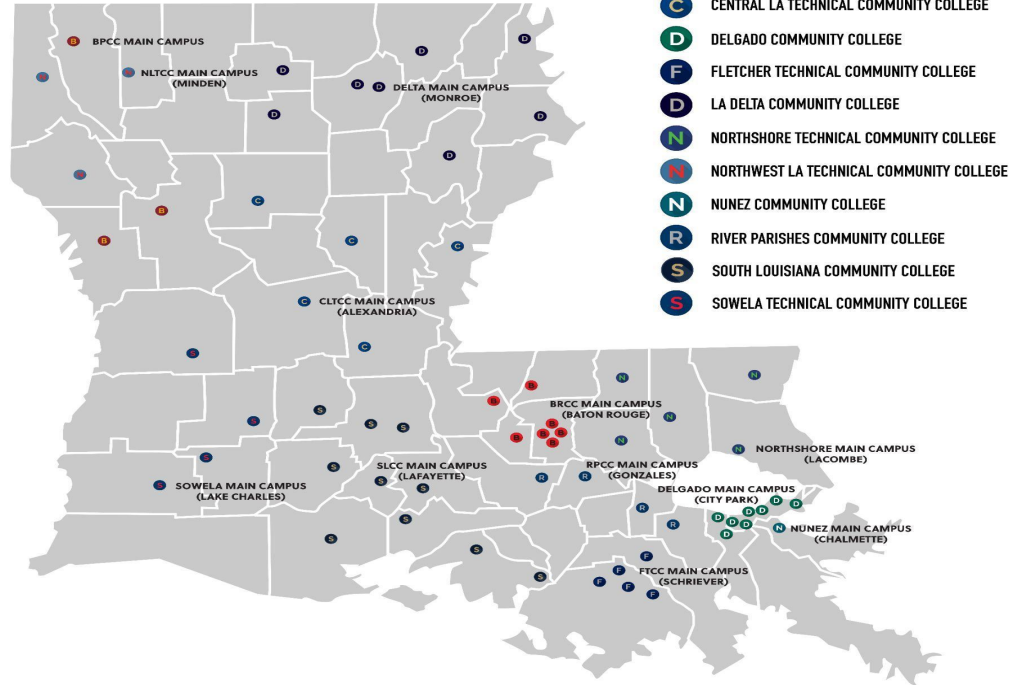 C CENTRAL LA TECHNICAL COMMUNITY COLLEGE
D DELGADO COMMUNITY COLLEGE
F FLETCHER TECHNICAL COMMUNITY COLLEGE
D LA DELTA COMMUNITY COLLEGE
N NORTHSHORE TECHNICAL COMMUNITY COLLEGE
N NORTHWEST LA TECHNICAL COMMUNITY COLLEGE
N NUNEZ COMMUNITY COLLEGE
R RIVER PARISHES COMMUNITY COLLEGE
S SOUTH LOUISIANA COMMUNITY COLLEGE
S SOWELA TECHNICAL COMMUNITY COLLEGE
B BPCC MAIN CAMPUS
NLTCC MAIN CAMPUS
(MINDEN)
DELTA MAIN CAMPUS
(MONROE)
CLTCC MAIN CAMPUS
(ALEXANDRIA)
BRCC MAIN CAMPUS
(BATON ROUGE)
NORTHSHORE MAIN CAMPUS
(LACOMBE)
SLCC MAIN CAMPUS
(LAFAYETTE)
RPCC MAIN CAMPUS
(GONZALES)
SOWELA MAIN CAMPUS
(LAKE CHARLES)
DELGADO MAIN CAMPUS
(CITY PARK)
NUNEZ MAIN CAMPUS
(CHALMETTE)
FTCC MAIN CAMPUS
(SCHRIEVER)